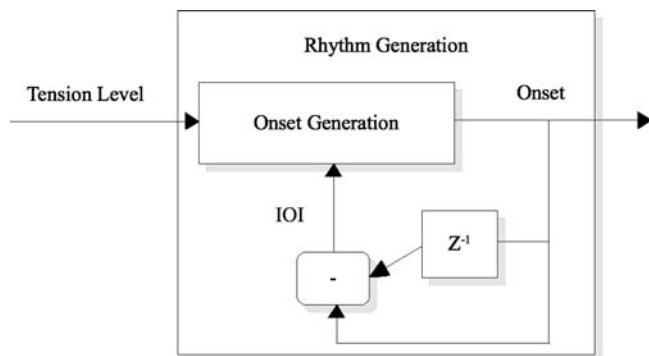 Rhythm Generation
Tension Level
Onset Generation
Onset
IOI
Z⁻¹
-